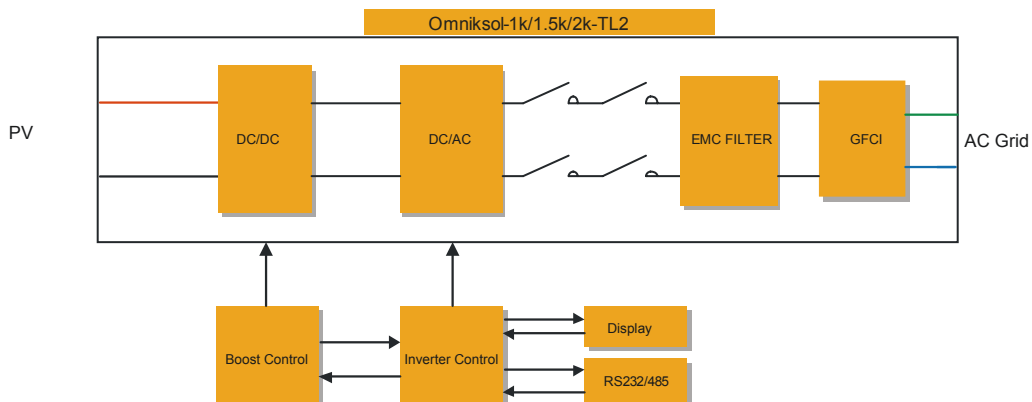 Omniksol-1k/1.5k/2k-TL2
PV
DC/DC
DC/AC
EMC FILTER
GFCI
AC Grid
Boost Control
Inverter Control
Display
RS232/485